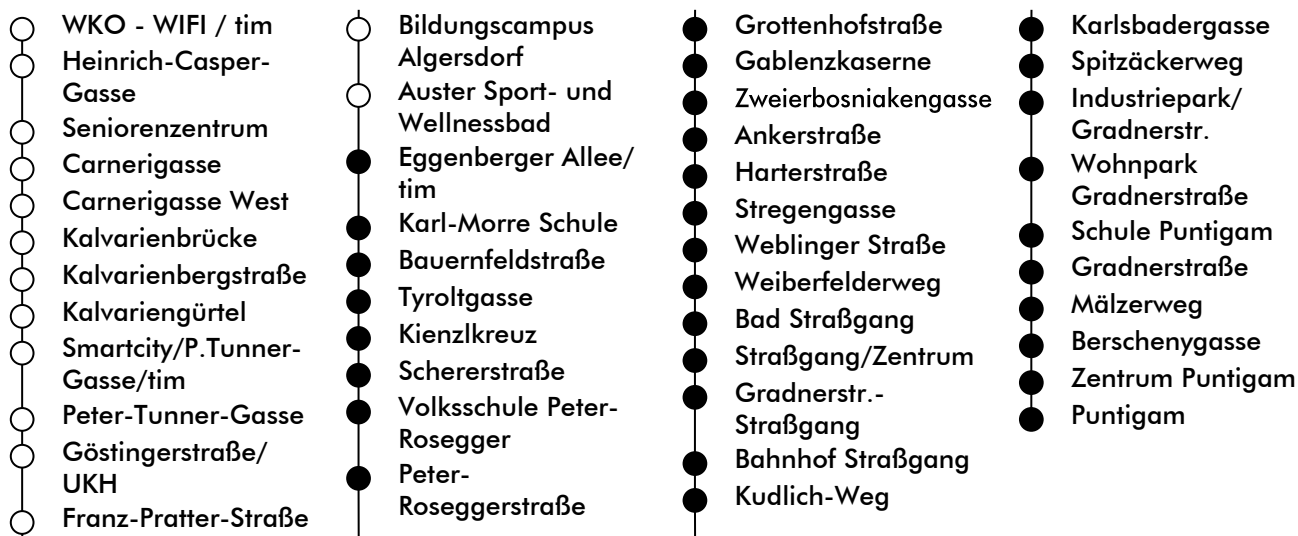 WKO - WIFI / tim
Heinrich-Casper-
Gasse
Seniorenzentrum
Carnerigasse
Carnerigasse West
Kalvarienbrücke
Kalvarienbergstraße
Kalvariengürtel
Smartcity/P.Tunner-
Gasse/tim
Peter-Tunner-Gasse
Göstingerstraße/
UKH
Franz-Pratter-Straße
Bildungscampus
Algersdorf
Auster Sport- und
Wellnessbad
Eggenberger Allee/
tim
Karl-Morre Schule
Bauernfeldstraße
Tyroltgasse
Kienzlkreuz
Schererstraße
Volksschule Peter-
Rosegger
Peter-
Roseggerstraße
Grottenhofstraße
Gablenzkaserne
Zweierbosniakengasse
Ankerstraße
Harterstraße
Stregengasse
Weblinger Straße
Weiberfelderweg
Bad Straßgang
Straßgang/Zentrum
Gradnerstr.-
Straßgang
Bahnhof Straßgang
Kudlich-Weg
Karlsbadergasse
Spitzäckerweg
Industriepark/
Gradnerstr.
Wohnpark
Gradnerstraße
Schule Puntigam
Gradnerstraße
Mälzerweg
Berschenygasse
Zentrum Puntigam
Puntigam